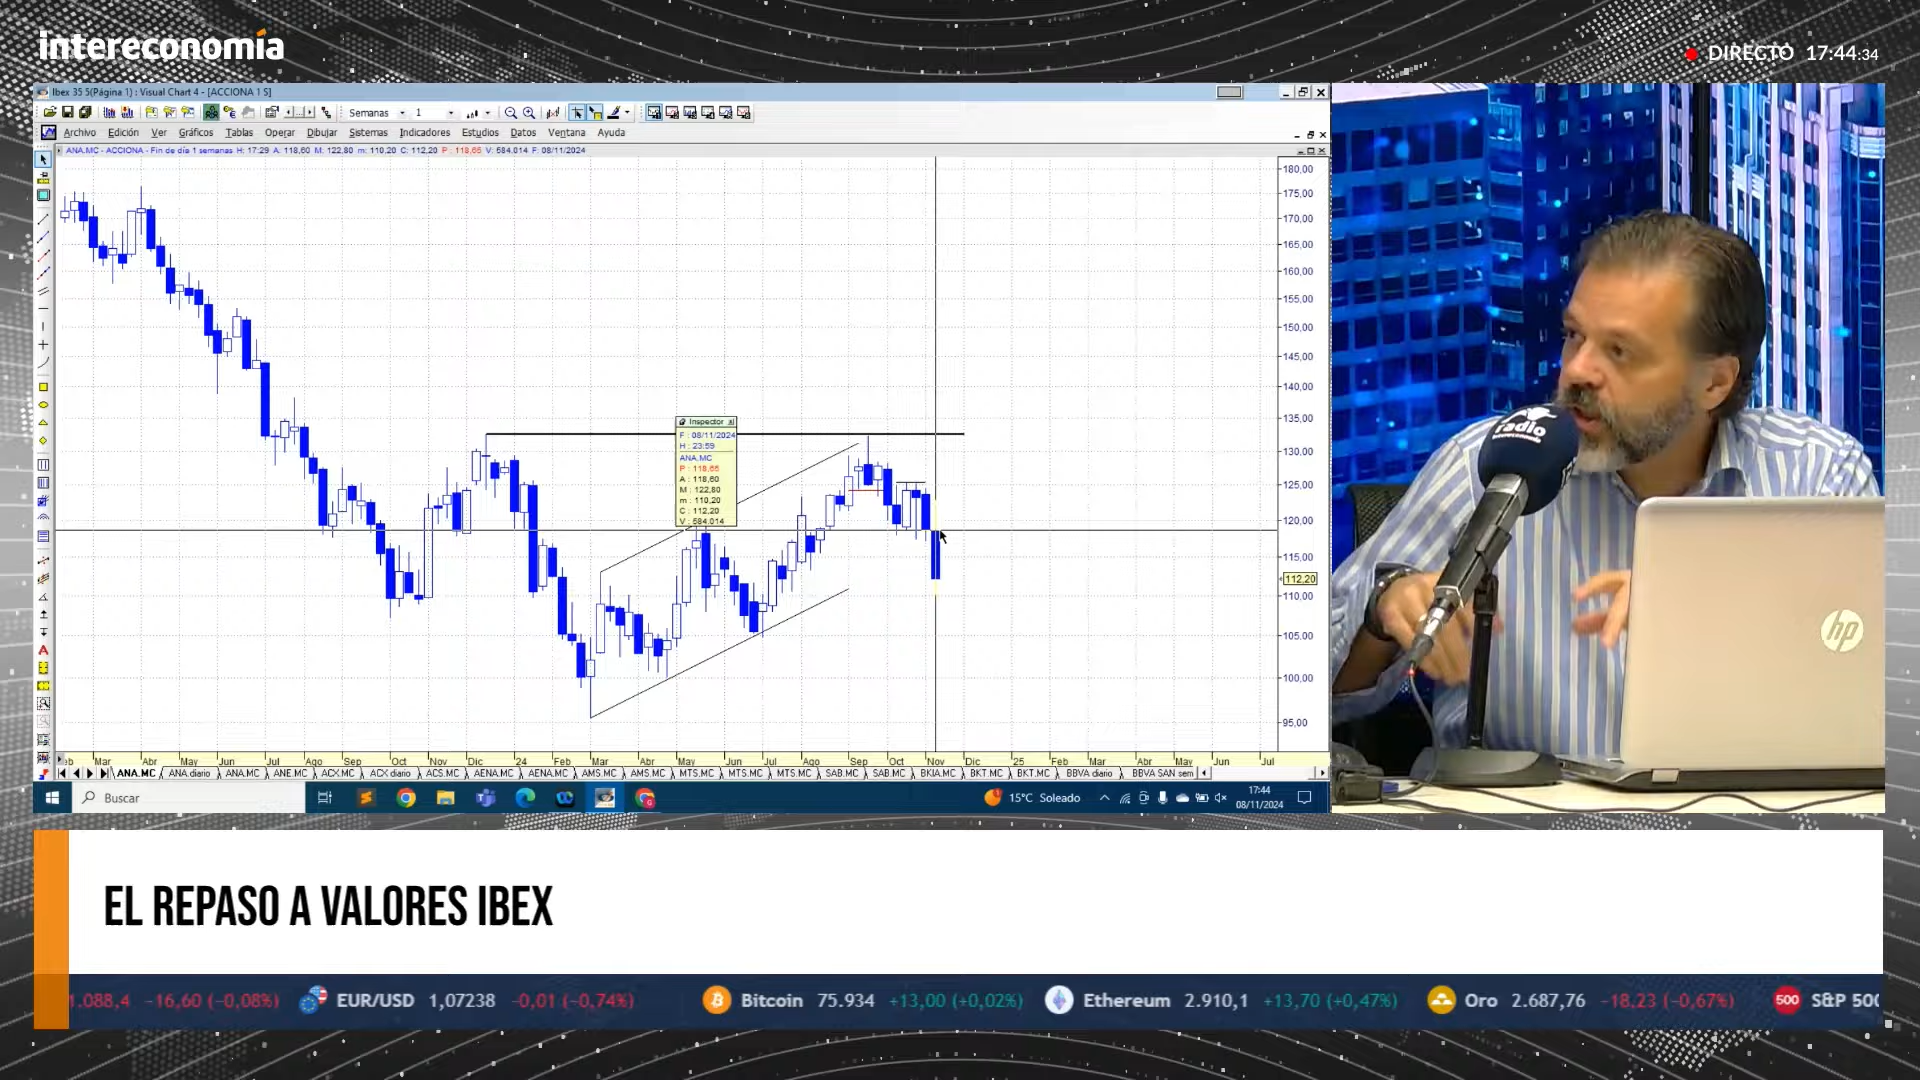 intereconomía
DIRECTO 17:44:34
Ibex 35 5(Página 1) : Visual Chart 4 - [ACCIONA 1 S]
Semanas 1
Archivo Edición Ver Gráficos Tablas Operar Dibujar Sistemas Indicadores Estudios Datos Ventana Ayuda
ANA.MC - ACCIONA - Fin de día 1 semanas H: 17:29 A: 118,60 M: 122,80 m: 110,20 C: 112,20 P : 118,65 V: 584.014 F: 08/11/2024
180,00
175,00
170,00
165,00
160,00
155,00
150,00
145,00
140,00
135,00
130,00
125,00
120,00
115,00
112,20
110,00
105,00
100,00
95,00
Inspector
F : 08/11/2024
H : 23:59
ANA.MC
P : 118,65
A : 118,60
M : 122,80
m : 110,20
C : 112,20
V : 584.014
eb Mar Abr May Jun Jul Ago Sep Oct Nov Dic 24 Feb Mar Abr May Jun Jul Ago Sep Oct Nov Dic 25 Feb Mar Abr May Jun Jul
ANA.MC ANA diario ANA.MC ANE.MC ACX.MC ACX diario ACS.MC AENA.MC AENA.MC AMS.MC AMS.MC MTS.MC MTS.MC MTS MC SAB.MC SAB.MC BKIA.MC BKT.MC BKT.MC BBVA diario BBVA SAN sem
Buscar
15°C Soleado
17:44
08/11/2024
radio
intereconomía
hp
EL REPASO A VALORES IBEX
1.088,4 -16,60 (-0,08%) EUR/USD 1,07238 -0,01 (-0,74%) Bitcoin 75.934 +13,00 (+0,02%) Ethereum 2.910,1 +13,70 (+0,47%) Oro 2.687,76 -18,23 (-0,67%) 500 S&P 500